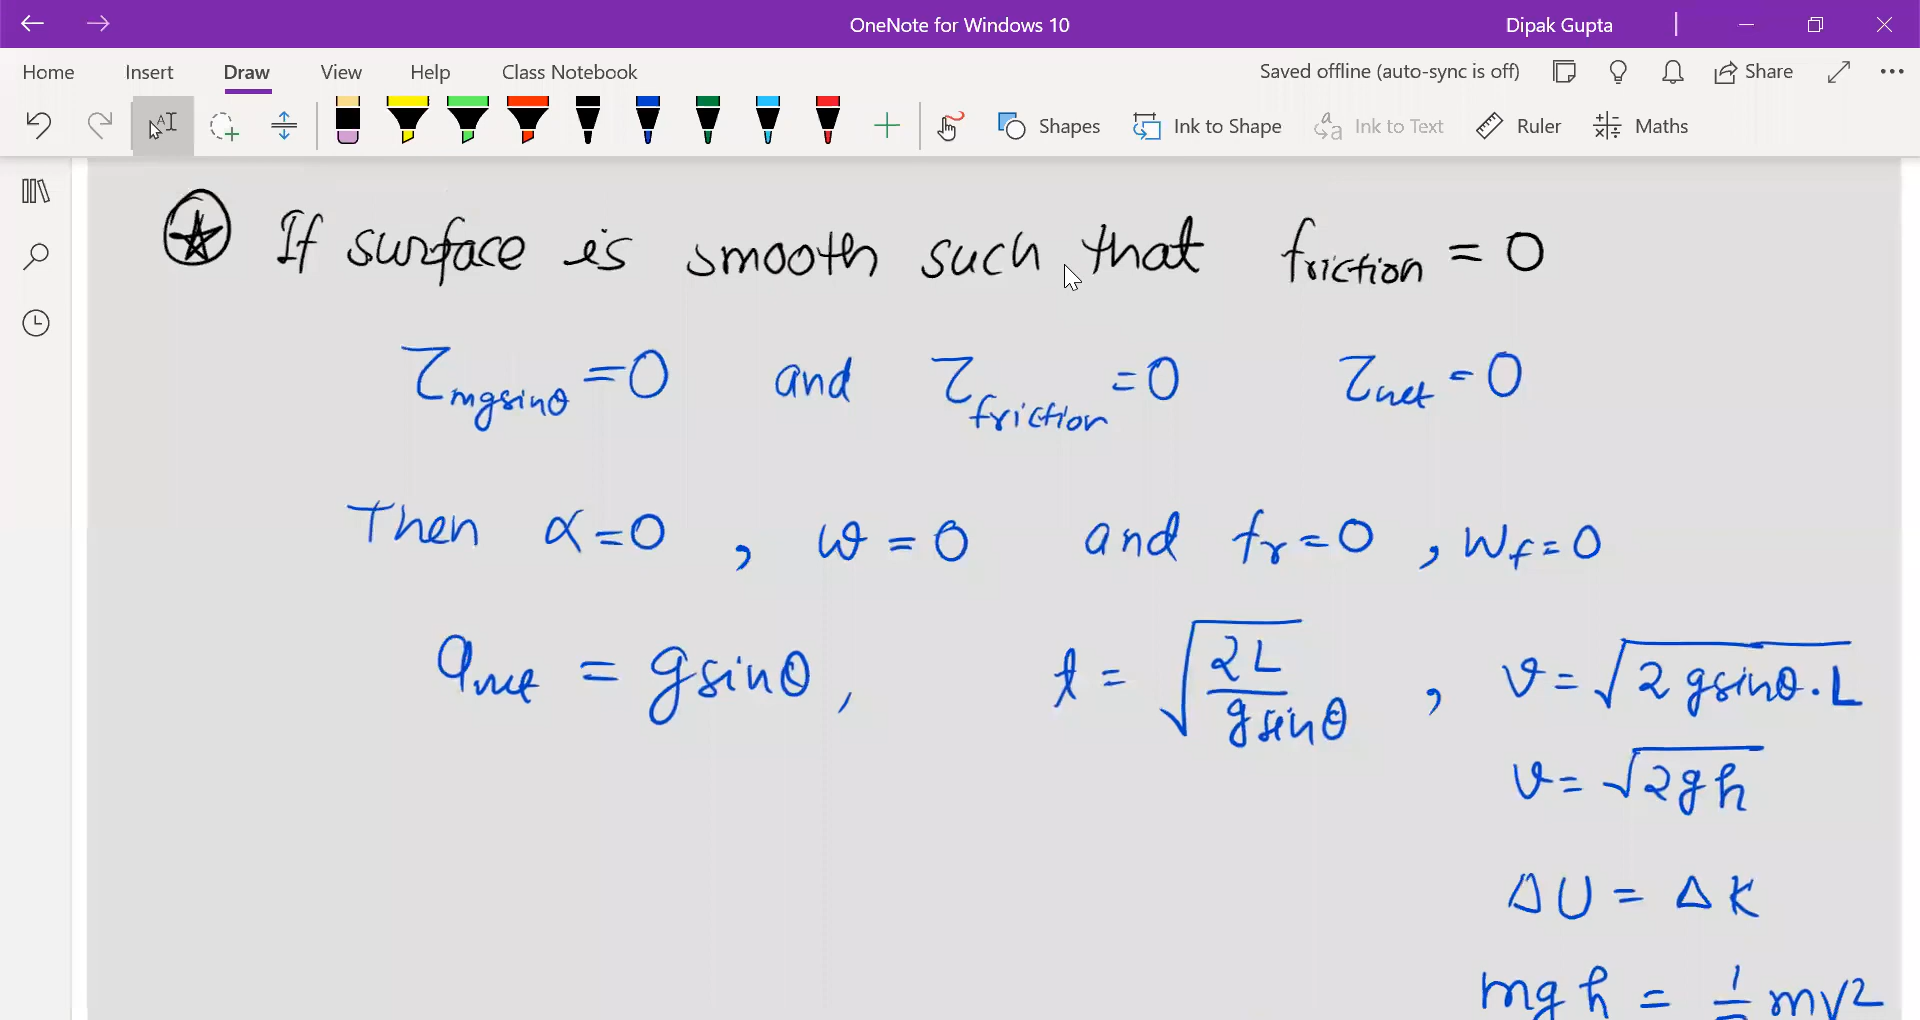 OneNote for Windows 10 Dipak Gupta
Home Insert Draw View Help Class Notebook Saved offline (auto-sync is off) Share
Shapes Ink to Shape Ink to Text Ruler Maths
If surface is smooth such that friction = 0
τmgsinθ = 0 and τfriction = 0 τnet = 0
Then α = 0 , ω = 0 and fr = 0 , Wf = 0
anet = gsinθ , t = √(2L/gsinθ) , v = √(2gsinθ.L)
v = √(2gh)
ΔU = ΔK
mgh = 1/2 mv2